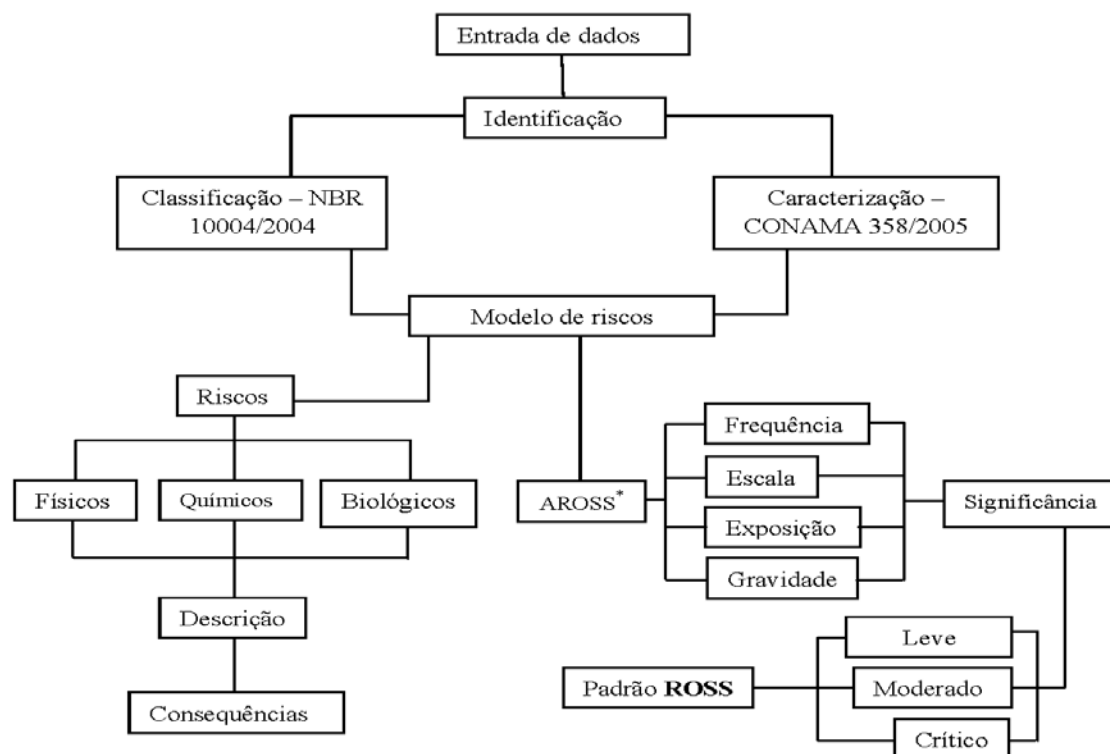 Entrada de dados
Identificação
Classificação – NBR
10004/2004
Caracterização –
CONAMA 358/2005
Modelo de riscos
Riscos
Físicos
Químicos
Biológicos
Descrição
Consequências
AROSS*
Frequência
Escala
Exposição
Gravidade
Significância
Leve
Moderado
Crítico
Padrão ROSS